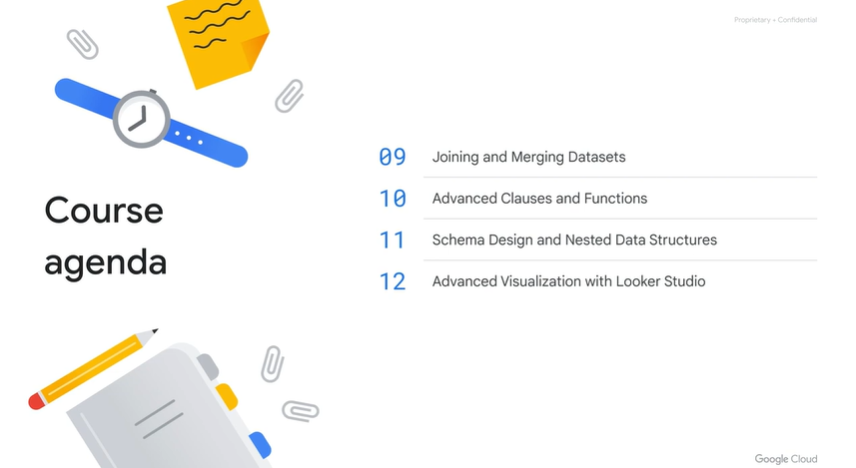 Proprietary + Confidential
Course
agenda
09 Joining and Merging Datasets
10 Advanced Clauses and Functions
11 Schema Design and Nested Data Structures
12 Advanced Visualization with Looker Studio
Google Cloud